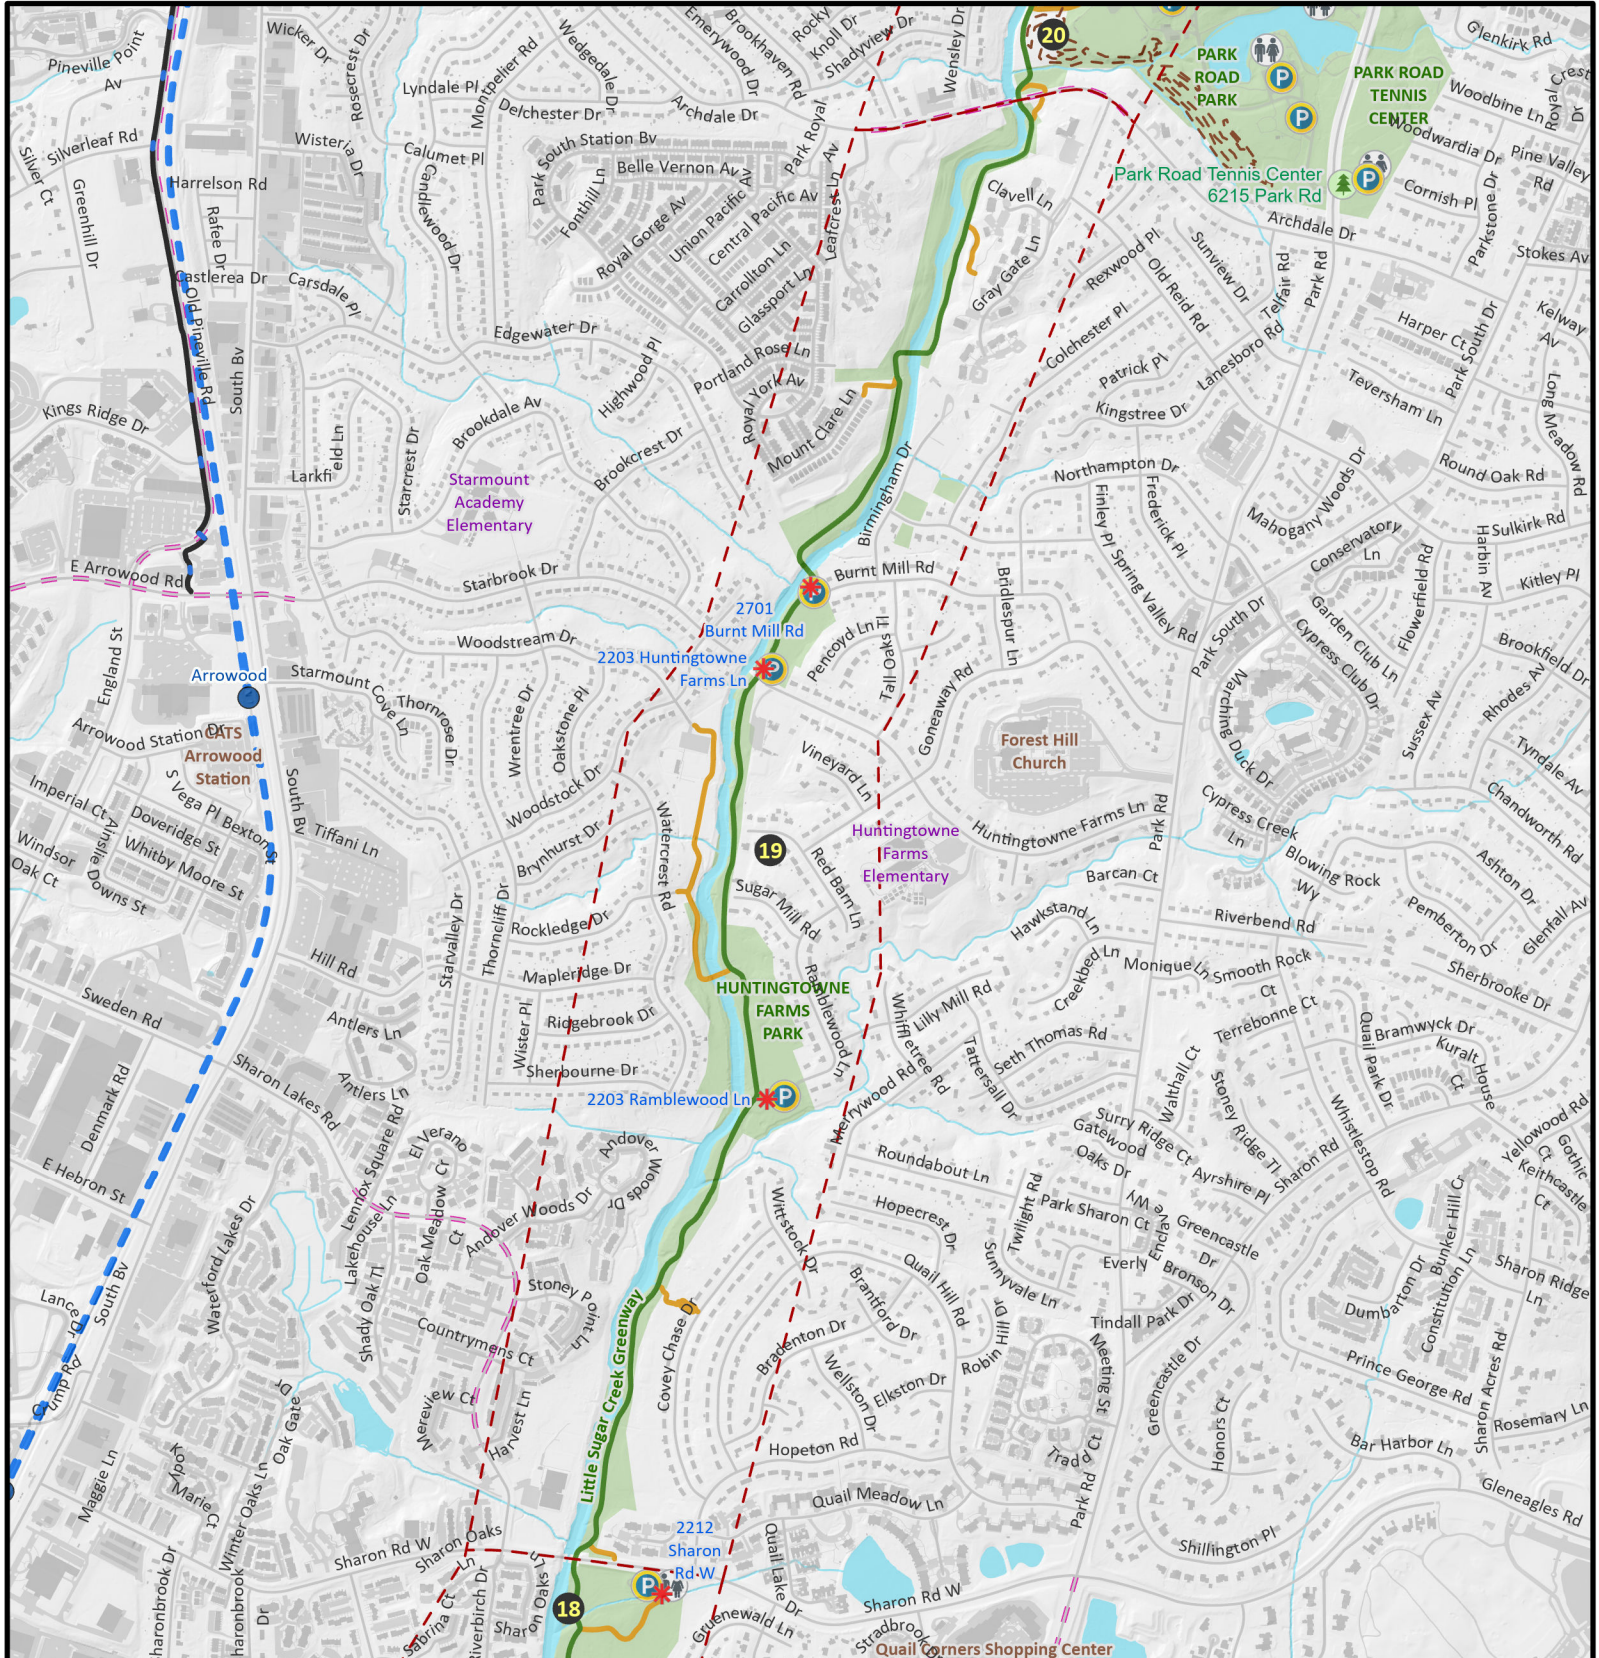 Pineville Point
Av
Wicker Dr
Rosecrest Dr
Lyndale Pl
Montpelier Rd
Wedgedale Dr
Delchester Dr
Emerywood Dr
Brookhaven Rd
Rocky
Knoll Dr
Shadyview Dr
Archdale Dr
Wensley Dr
20
PARK
ROAD
PARK
P
P
PARK ROAD
TENNIS
CENTER
Glenkirk Rd
Woodbine Ln
Royal Crest
Dr
Woodwardia Dr
Pine Valley
Rd
Silverleaf Rd
Silver Ct
Greenhill Dr
Harrelson Rd
Rafee Dr
Castlerea Dr
Carsdale Pl
Wisteria Dr
Calumet Pl
Candlewood Dr
Park South Station Bv
Belle Vernon Av
Fonthill Ln
Royal Gorge Av
Union Pacific
Av
Central Pacific Av
Carrollton Ln
Glassport Ln
Park Royal
Av
Leafcrest Ln
Clavell Ln
Gray Gate Ln
Park Road Tennis Center
6215 Park Rd
P
Cornish Pl
Parkstone Dr
Archdale Dr
Stokes Av
Rexwood Pl
Old Reid Rd
Sunview Dr
Telfair Rd
Park Rd
Lanesboro Rd
Colchester Pl
Patrick Pl
Kingstree Dr
Harper Ct
Park South Dr
Kelway
Av
Teversham Ln
Long Meadow Rd
Old Pineville Rd
South Bv
Edgewater Dr
Highwood Pl
Portland Rose Ln
Royal York Av
Mount Clare Ln
Kings Ridge Dr
Larkfi
eld Ln
Starcrest Dr
Brookdale Av
Brookcrest Dr
Starmount
Academy
Elementary
Birmingham Dr
Northampton Dr
Finley Pl
Frederick Pl
Spring Valley Rd
Mahogany Woods Dr
Round Oak Rd
Conservatory
Ln
Sulkirk Rd
Harbin Av
Kitley Pl
Flowerfield Rd
E Arrowood Rd
Starbrook Dr
Burnt Mill Rd
P
2701
Burnt Mill Rd
2203 Huntingtowne
Farms Ln
P
Pencoyd Ln
Tall Oaks Tl
Bridlespur Ln
Goneaway Rd
Park South Dr
Garden Club Ln
Cypress Club Dr
Brookfield Dr
Rhodes Av
Sussex Av
Tyndale Av
Woodstream Dr
England St
Arrowood
Starmount Cove Ln
Thornrose Dr
Wrentree Dr
Oakstone Pl
Arrowood Station Dr
CATS
Arrowood
Station
Vineyard Ln
Forest Hill
Church
Marching Duck Dr
Cypress Creek
Ln
Chandworth Rd
Imperial Ct
S Vega Pl
Bexton St
Doveridge St
Ainslie Downs St
Whitby Moore St
Windsor
Oak Ct
South Bv
Tiffani Ln
Woodstock Dr
Brynhurst Dr
Watercrest Rd
19
Huntingtowne
Farms
Elementary
Huntingtowne Farms Ln
Park Rd
Barcan Ct
Blowing Rock
Wy
Ashton Dr
Pemberton Dr
Glenfall Av
Sugar Mill Rd
Red Barn Ln
Hawkstand Ln
Riverbend Rd
Rockledge Dr
Starvalley Dr
Thorncliff Dr
Mapleridge Dr
Hill Rd
Sweden Rd
Antlers Ln
HUNTINGTOWNE
FARMS
PARK
Ramblewood Ln
Whiffletree Rd
Lilly Mill Rd
Creekbed Ln
Monique Ln
Smooth Rock
Ct
Sherbrooke Dr
Terrebonne Ct
Quail Park Dr
Bramwyck Dr
Kuralt
Ct
House
Ridgebrook Dr
Wister Pl
Sherbourne Dr
Seth Thomas Rd
Tattersall Dr
Merrywood Rd
Sharon Lakes Rd
Denmark Rd
Antlers Ln
2203 Ramblewood Ln
P
Walthall Ct
Stoney Ridge Tl
Surry Ridge Ct
Gatewood
Oaks Dr
Ayrshire Pl
Sharon Rd
Whistlestop Rd
Yellowood Rd
Ct
Gothic
Keithcastle
Ct
E Hebron St
Lennox Square Rd
El Verano
Oak Meadow Cr
Ct
Andover
Woods Dr
Andover Woods Dr
Lakehouse Ln
Roundabout Ln
Hopecrest Dr
Twilight Rd
Park Sharon Ct
Enclave Wy
Greencastle
Dr
Everly
Bronson Dr
Wittstock Dr
Quail Hill Rd
Brantford Dr
Sunnyvale Ln
Robin Hill Dr
Tindall Park Dr
Meeting St
Greencastle Dr
Bunker Hill Cr
Dumbarton Dr
Constitution Ln
Sharon Ridge
Ln
Waterford Lakes Dr
Shady Oak Tl
Stoney Point Ln
Countrymens Ct
Lance Dr
South Bv
Crump Rd
Little Sugar Creek Greenway
Covey Chase Dr
Bradenton Dr
Wellston Dr
Elkston Dr
Prince George Rd
Sharon Acres Rd
Rosemary Ln
Honors Ct
Bar Harbor Ln
Mereview Ct
Harvest Ln
Oak Gate Dr
Hopeton Rd
Tradd Ct
Park Rd
Quail Meadow Ln
Gleneagles Rd
Maggie Ln
Kody
Marie Ct
Winter Oaks Ln
Sharon Rd W
Sharon Oaks
Ln
2212
Sharon
Rd W
P
Quail Lake Dr
Shillington Pl
Sharon Rd W
18
Sharon Oaks Ln
Sabrina Ct
Gruenewald Ln
Stradbrook Dr
Quail Corners Shopping Center